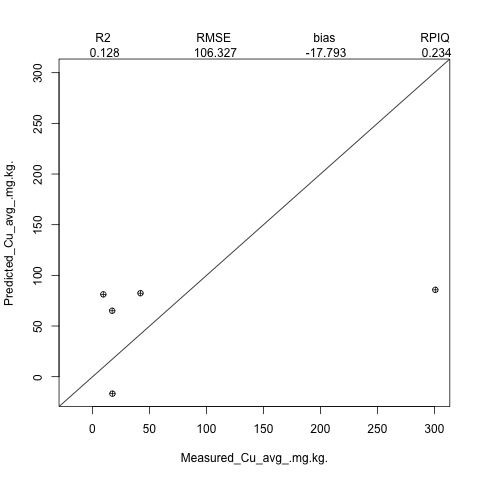 R2 RMSE bias RPIQ
0.128 106.327 -17.793 0.234
Predicted_Cu_avg_.mg.kg.
300
250
200
150
100
50
0
0 50 100 150 200 250 300
Measured_Cu_avg_.mg.kg.